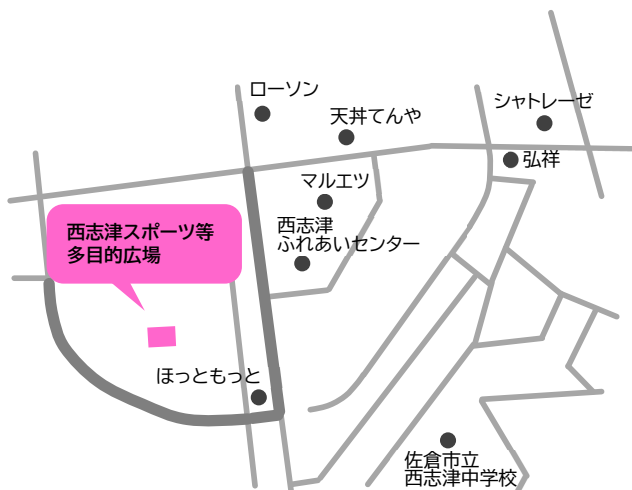 ローソン
天丼てんや
シャトレーゼ
弘祥
マルエツ
西志津
ふれあいセンター
西志津スポーツ等
多目的広場
ほっともっと
佐倉市立
西志津中学校